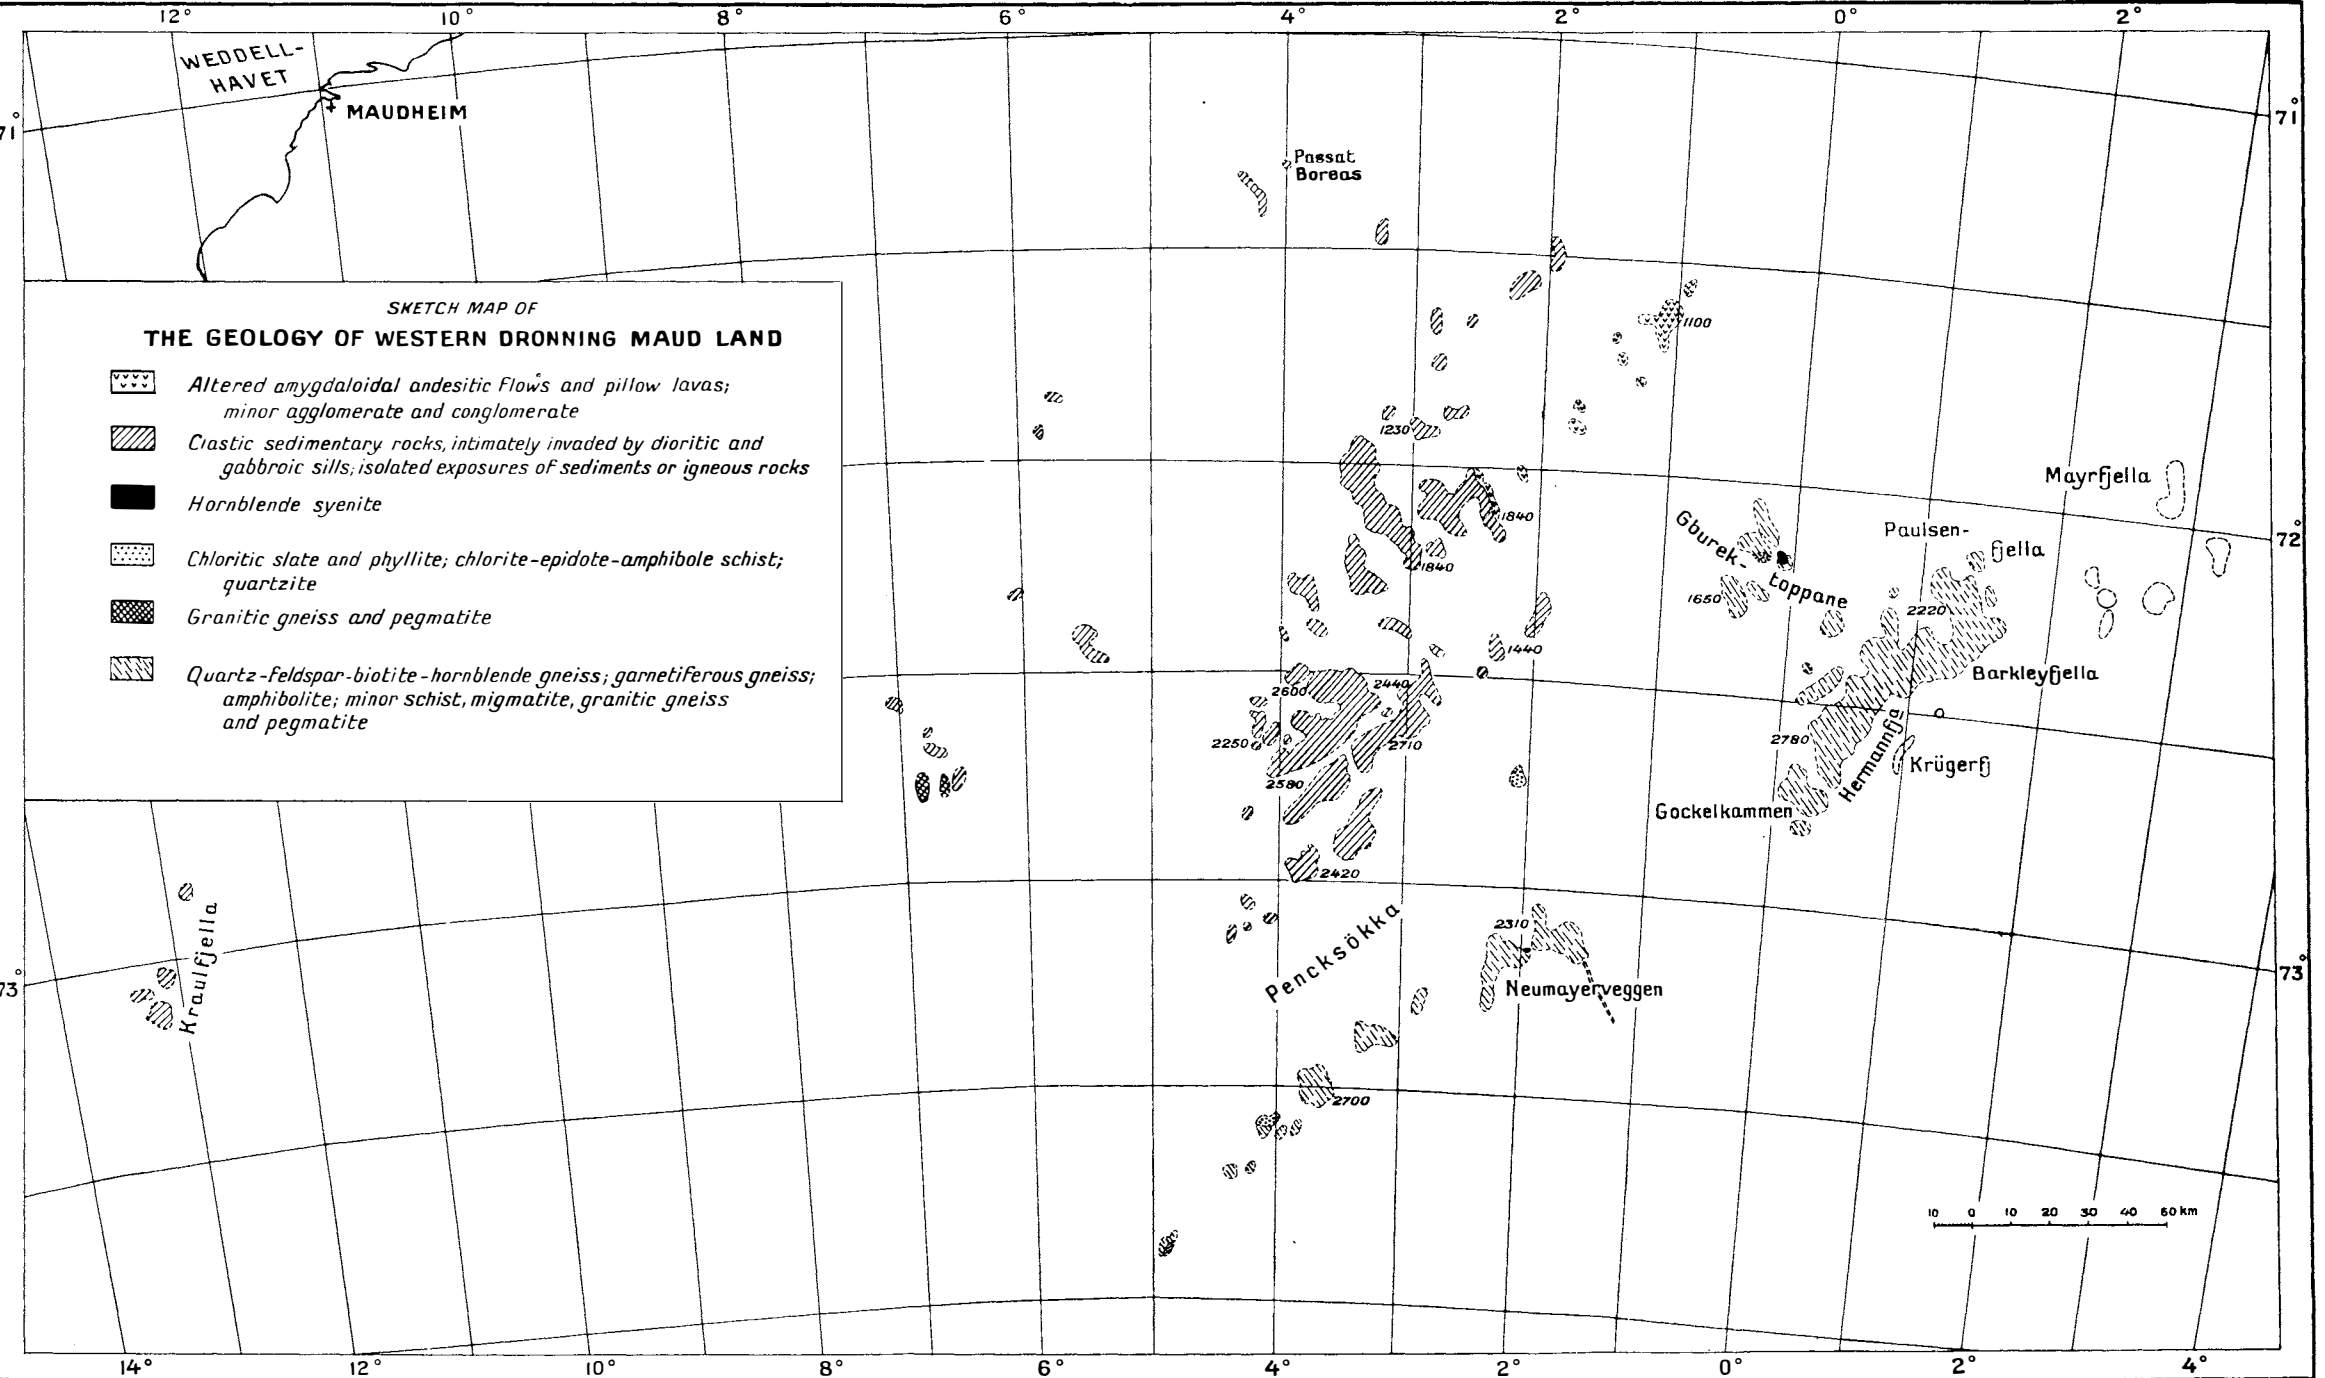 12° 10° 8° 6° 4° 2° 0° 2°
WEDDELL-
HAVET
MAUDHEIM
71° 71°
Passat
Boreas
SKETCH MAP OF
THE GEOLOGY OF WESTERN DRONNING MAUD LAND
Altered amygdaloidal andesitic flows and pillow lavas;
minor agglomerate and conglomerate
Clastic sedimentary rocks, intimately invaded by dioritic and
gabbroic sills; isolated exposures of sediments or igneous rocks
Hornblende syenite
Chloritic slate and phyllite; chlorite-epidote-amphibole schist;
quartzite
Granitic gneiss and pegmatite
Quartz-feldspar-biotite-hornblende gneiss; garnetiferous gneiss;
amphibolite; minor schist, migmatite, granitic gneiss
and pegmatite
1100
1230
Mayrfjella
1840
Gburek-
toppane
Paulsen-
fjella
72°
1840
1650
2220
1440
Barkleyfjella
2600
2440
2250
2710
2780
Hermannfj
Krügerfj
2580
Gockelkammen
2420
Kraulfjella
Pencksökka
2310
73° 73°
Neumayerveggen
2700
10 0 10 20 30 40 50 km
14° 12° 10° 8° 6° 4° 2° 0° 2° 4°